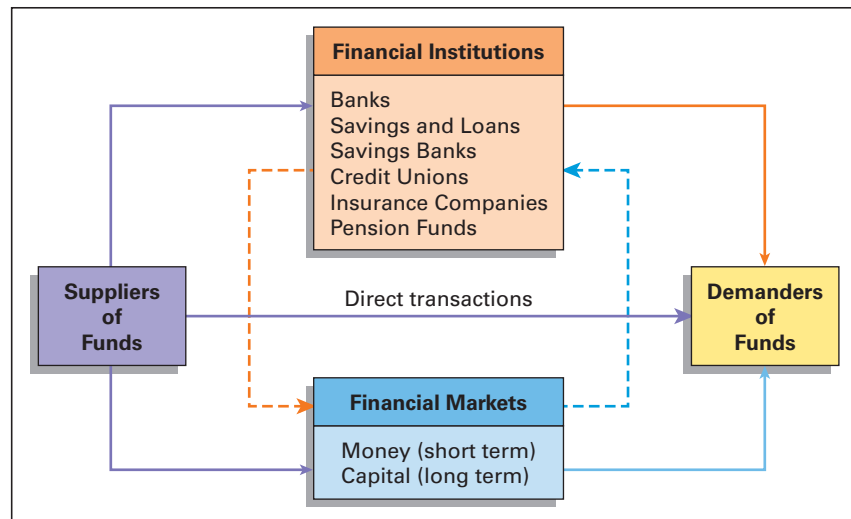 Financial Institutions
Banks
Savings and Loans
Savings Banks
Credit Unions
Insurance Companies
Pension Funds
Suppliers
of
Funds
Direct transactions
Demanders
of
Funds
Financial Markets
Money (short term)
Capital (long term)